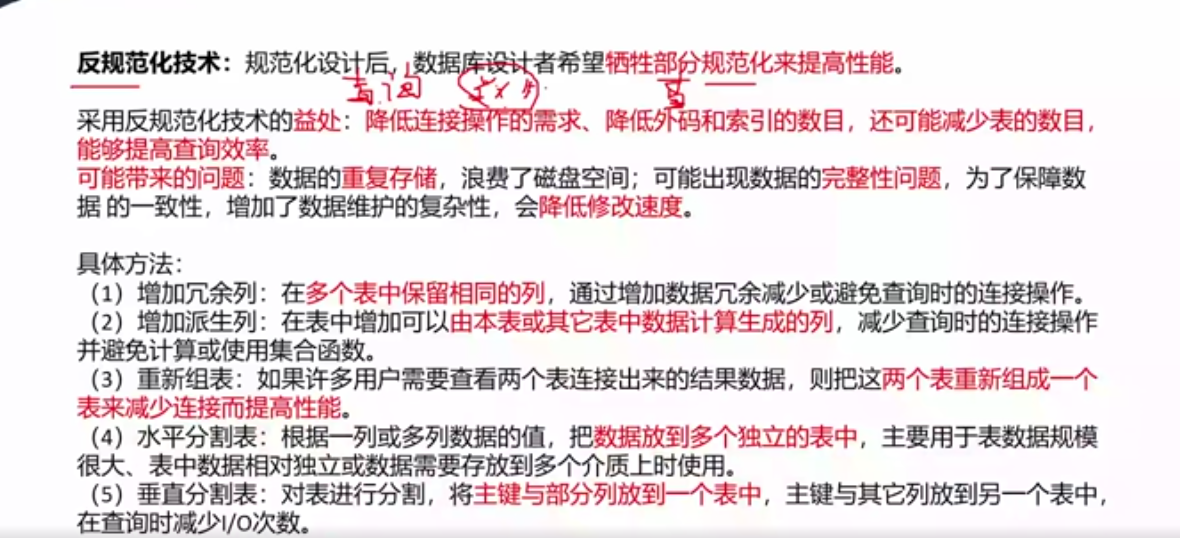 反规范化技术：规范化设计后，数据库设计者希望牺牲部分规范化来提高性能。
采用反规范化技术的益处：降低连接操作的需求、降低外码和索引的数目，还可能减少表的数目，
能够提高查询效率。
可能带来的问题：数据的重复存储，浪费了磁盘空间；可能出现数据的完整性问题，为了保障数
据 的一致性，增加了数据维护的复杂性，会降低修改速度。
具体方法：
（1）增加冗余列：在多个表中保留相同的列，通过增加数据冗余减少或避免查询时的连接操作。
（2）增加派生列：在表中增加可以由本表或其它表中数据计算生成的列，减少查询时的连接操作
并避免计算或使用集合函数。
（3）重新组表：如果许多用户需要查看两个表连接出来的结果数据，则把这两个表重新组成一个
表来减少连接而提高性能。
（4）水平分割表：根据一列或多列数据的值，把数据放到多个独立的表中，主要用于表数据规模
很大、表中数据相对独立或数据需要存放到多个介质上时使用。
（5）垂直分割表：对表进行分割，将主键与部分列放到一个表中，主键与其它列放到另一个表中，
在查询时减少I/O次数。